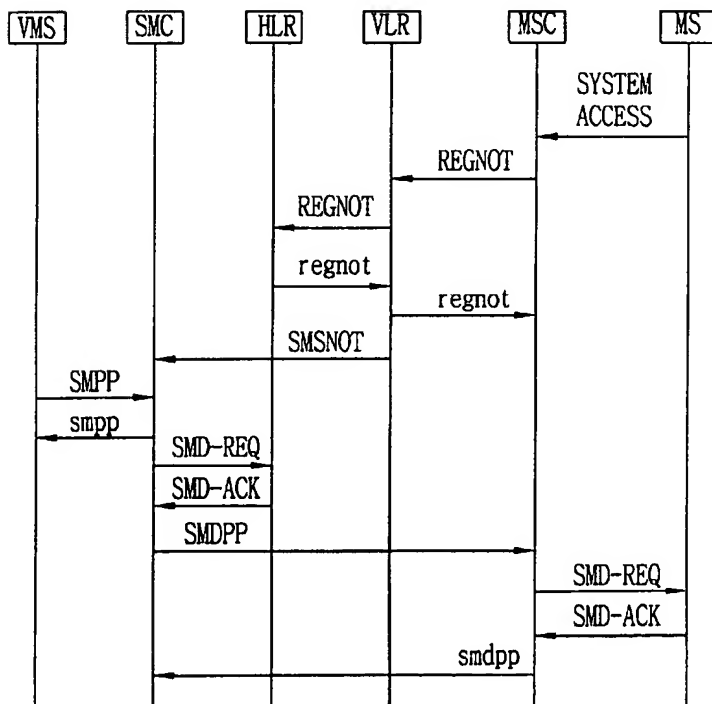 VMS SMC HLR VLR MSC MS
SYSTEM
ACCESS
REGNOT
REGNOT
regnot
regnot
SMSNOT
SMPP
smpp
SMD-REQ
SMD-ACK
SMDPP
SMD-REQ
SMD-ACK
smdpp